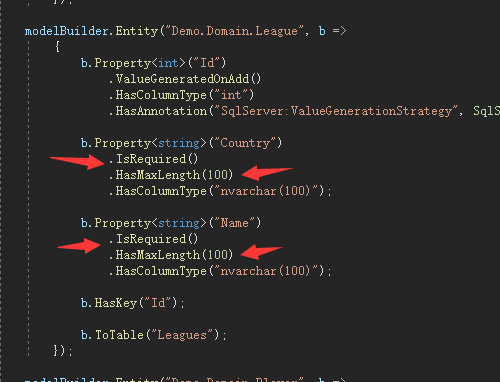 });
modelBuilder.Entity("Demo.Domain.League", b =>
{
b.Property<int>("Id")
.ValueGeneratedOnAdd()
.HasColumnType("int")
.HasAnnotation("SqlServer:ValueGenerationStrategy", SqlS
b.Property<string>("Country")
.IsRequired()
.HasMaxLength(100)
.HasColumnType("nvarchar(100)");
b.Property<string>("Name")
.IsRequired()
.HasMaxLength(100)
.HasColumnType("nvarchar(100)");
b.HasKey("Id");
b.ToTable("Leagues");
});
modelBuilder.Entity("Demo.Domain.Player", b =>